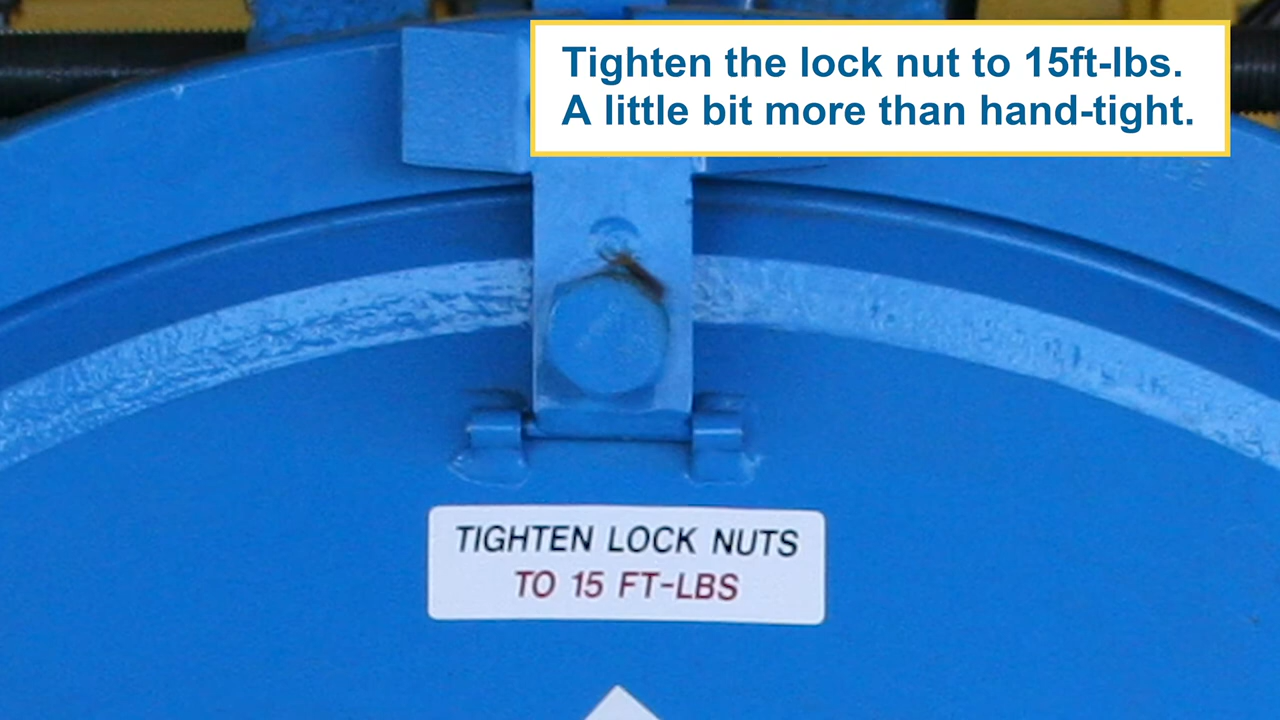 Tighten the lock nut to 15ft-lbs.
A little bit more than hand-tight.
TIGHTEN LOCK NUTS
TO 15 FT-LBS